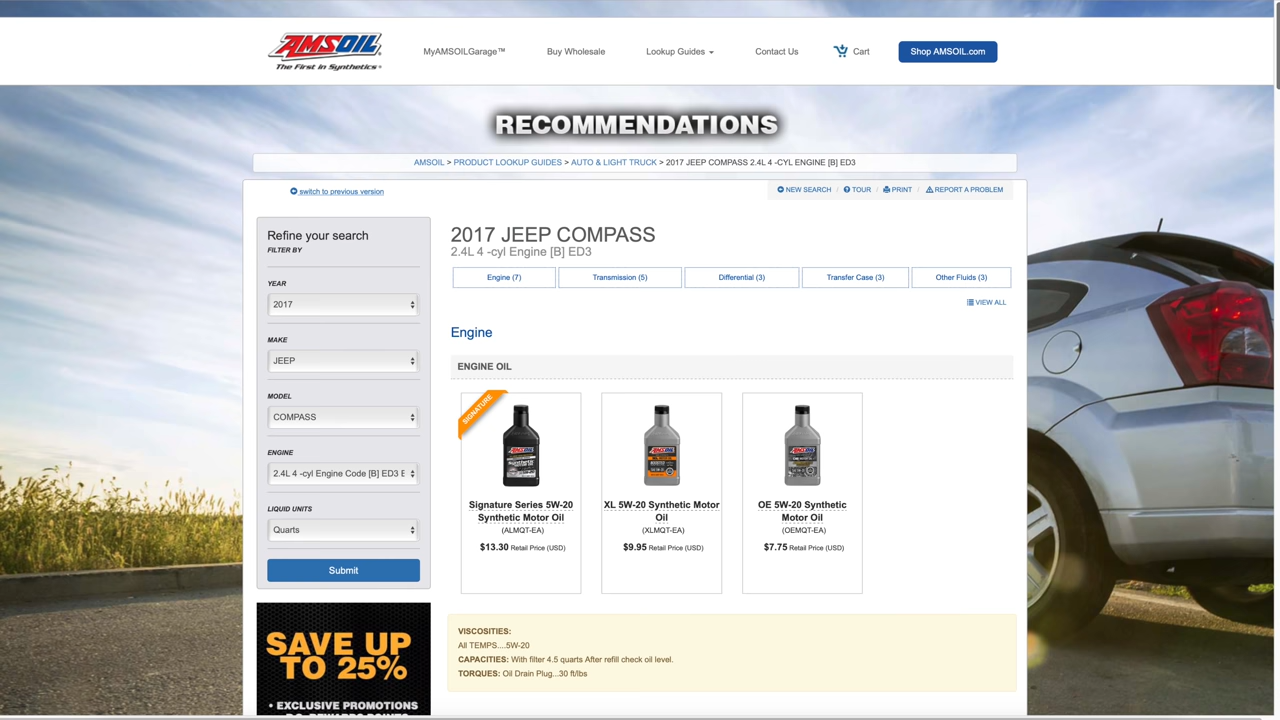 AMSOIL
The First in Synthetics®
MyAMSOILGarage™
Buy Wholesale
Lookup Guides
Contact Us
Cart
Shop AMSOIL.com
RECOMMENDATIONS
AMSOIL > PRODUCT LOOKUP GUIDES > AUTO & LIGHT TRUCK > 2017 JEEP COMPASS 2.4L 4 -CYL ENGINE [B] ED3
switch to previous version
NEW SEARCH / TOUR / PRINT / REPORT A PROBLEM
Refine your search
FILTER BY
YEAR
2017
MAKE
JEEP
MODEL
COMPASS
ENGINE
2.4L 4 -cyl Engine Code [B] ED3 E
LIQUID UNITS
Quarts
Submit
SAVE UP
TO 25%
• EXCLUSIVE PROMOTIONS
2017 JEEP COMPASS
2.4L 4 -cyl Engine [B] ED3
Engine (7)
Transmission (5)
Differential (3)
Transfer Case (3)
Other Fluids (3)
VIEW ALL
Engine
ENGINE OIL
SIGNATURE
Signature Series 5W-20
Synthetic Motor Oil
(ALMQT-EA)
$13.30 Retail Price (USD)
XL 5W-20 Synthetic Motor
Oil
(XLMQT-EA)
$9.95 Retail Price (USD)
OE 5W-20 Synthetic
Motor Oil
(OEMQT-EA)
$7.75 Retail Price (USD)
VISCOSITIES:
All TEMPS....5W-20
CAPACITIES: With filter 4.5 quarts After refill check oil level.
TORQUES: Oil Drain Plug...30 ft/lbs